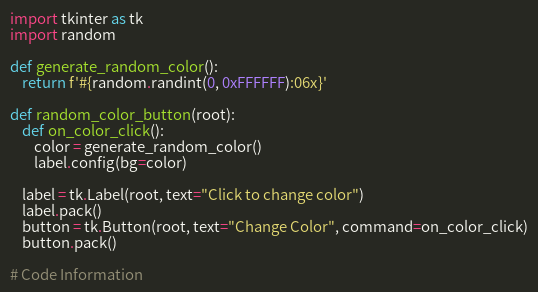 import tkinter as tk
import random

def generate_random_color():
    return f'#{random.randint(0, 0xFFFFFF):06x}'

def random_color_button(root):
    def on_color_click():
        color = generate_random_color()
        label.config(bg=color)

    label = tk.Label(root, text="Click to change color")
    label.pack()
    button = tk.Button(root, text="Change Color", command=on_color_click)
    button.pack()

# Code Information